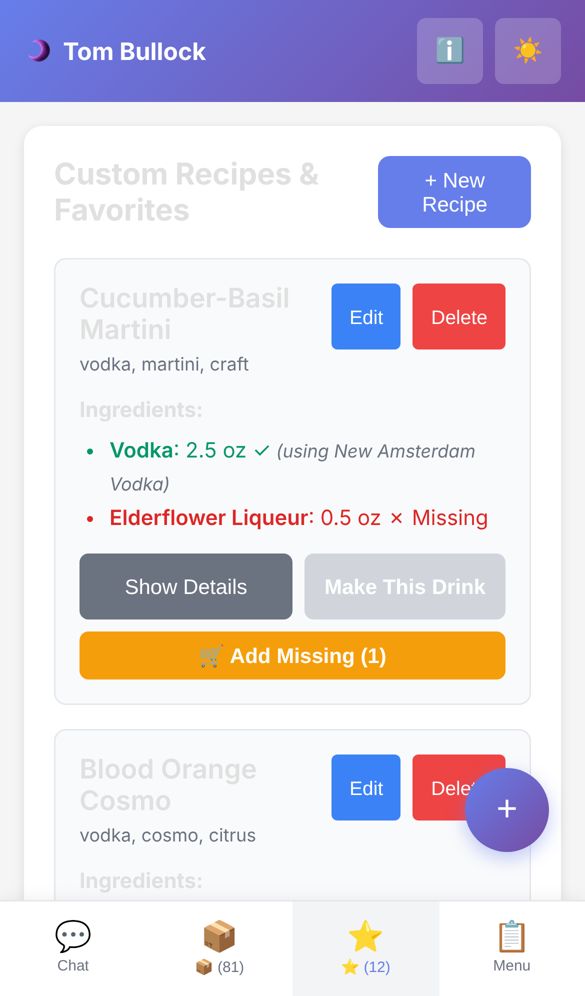 Tom Bullock
Custom Recipes &
Favorites
+ New
Recipe
Cucumber-Basil
Martini
Edit
Delete
vodka, martini, craft
Ingredients:
• Vodka: 2.5 oz ✓ (using New Amsterdam
Vodka)
• Elderflower Liqueur: 0.5 oz × Missing
Show Details
Make This Drink
🛒 Add Missing (1)
Blood Orange
Cosmo
Edit
Delet
vodka, cosmo, citrus
+
Ingredients:
Chat
📦 (81)
⭐ (12)
Menu